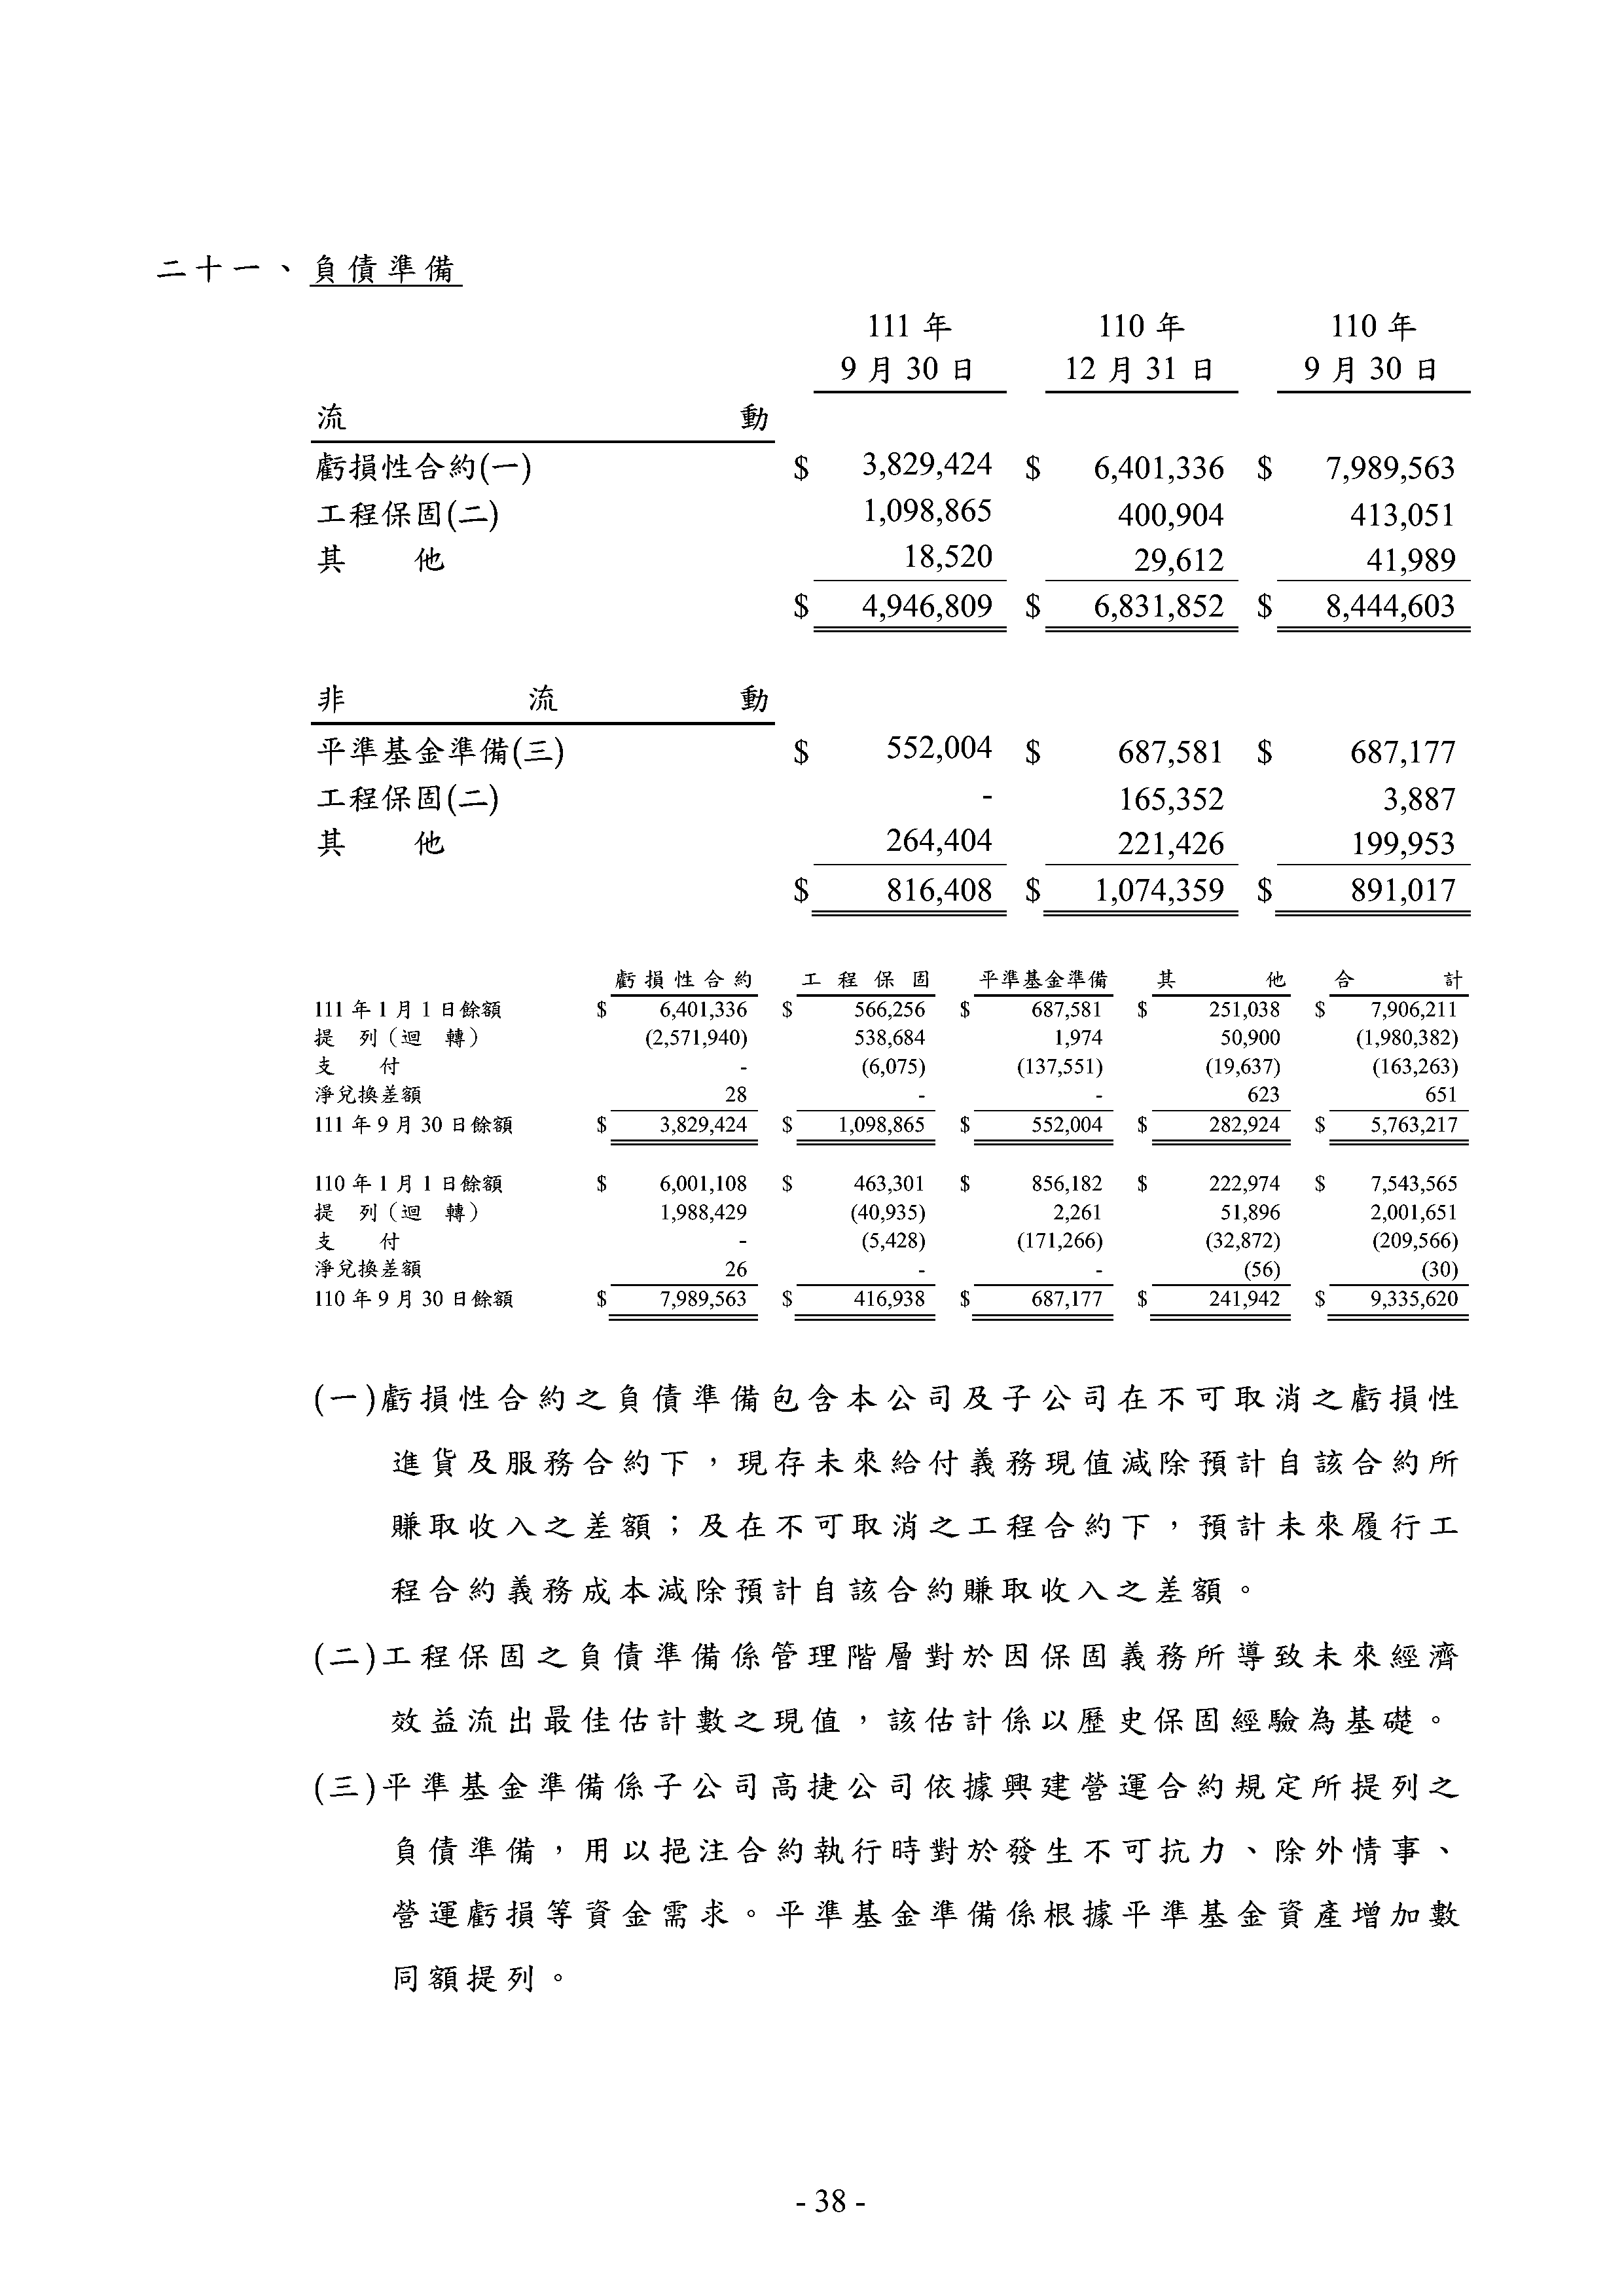 二十一、負債準備
111 年 110 年 110 年
9 月 30 日 12 月 31 日 9 月 30 日
流 動
虧損性合約(一) $ 3,829,424 $ 6,401,336 $ 7,989,563
工程保固(二) 1,098,865 400,904 413,051
其 他 18,520 29,612 41,989
$ 4,946,809 $ 6,831,852 $ 8,444,603
非 流 動
平準基金準備(三) $ 552,004 $ 687,581 $ 687,177
工程保固(二) - 165,352 3,887
其 他 264,404 221,426 199,953
$ 816,408 $ 1,074,359 $ 891,017
虧損性合約 工程保固 平準基金準備 其 他 合 計
111 年 1 月 1 日餘額 $ 6,401,336 $ 566,256 $ 687,581 $ 251,038 $ 7,906,211
提 列（迴 轉） (2,571,940) 538,684 1,974 50,900 (1,980,382)
支 付 - (6,075) (137,551) (19,637) (163,263)
淨兌換差額 28 - - 623 651
111 年 9 月 30 日餘額 $ 3,829,424 $ 1,098,865 $ 552,004 $ 282,924 $ 5,763,217
110 年 1 月 1 日餘額 $ 6,001,108 $ 463,301 $ 856,182 $ 222,974 $ 7,543,565
提 列（迴 轉） 1,988,429 (40,935) 2,261 51,896 2,001,651
支 付 - (5,428) (171,266) (32,872) (209,566)
淨兌換差額 26 - - (56) (30)
110 年 9 月 30 日餘額 $ 7,989,563 $ 416,938 $ 687,177 $ 241,942 $ 9,335,620
(一)虧損性合約之負債準備包含本公司及子公司在不可取消之虧損性
進貨及服務合約下，現存未來給付義務現值減除預計自該合約所
賺取收入之差額；及在不可取消之工程合約下，預計未來履行工
程合約義務成本減除預計自該合約賺取收入之差額。
(二)工程保固之負債準備係管理階層對於因保固義務所導致未來經濟
效益流出最佳估計數之現值，該估計係以歷史保固經驗為基礎。
(三)平準基金準備係子公司高捷公司依據興建營運合約規定所提列之
負債準備，用以挹注合約執行時對於發生不可抗力、除外情事、
營運虧損等資金需求。平準基金準備係根據平準基金資產增加數
同額提列。
- 38 -